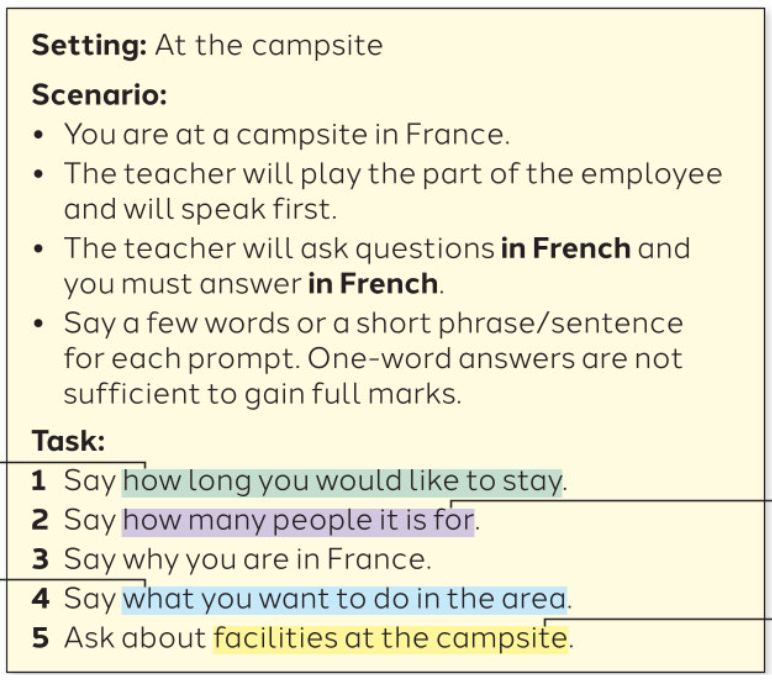 Setting: At the campsite
Scenario:
• You are at a campsite in France.
• The teacher will play the part of the employee
and will speak first.
• The teacher will ask questions in French and
you must answer in French.
• Say a few words or a short phrase/sentence
for each prompt. One-word answers are not
sufficient to gain full marks.
Task:
1 Say how long you would like to stay.
2 Say how many people it is for.
3 Say why you are in France.
4 Say what you want to do in the area.
5 Ask about facilities at the campsite.